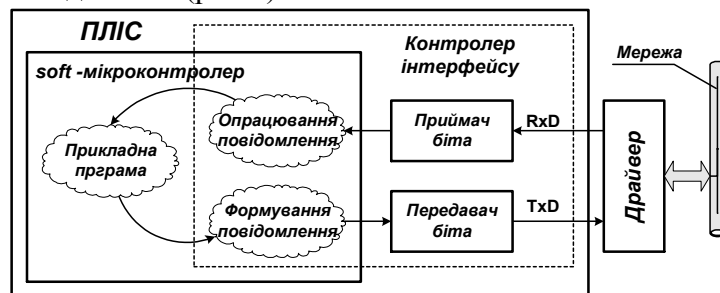 ПЛІС
Контролер
інтерфейсу
Мережа
soft -мікроконтролер
Опрацювання
повідомлення
Приймач
біта
RxD
Прикладна
прграма
Драйвер
Формування
повідомлення
Передавач
біта
TxD